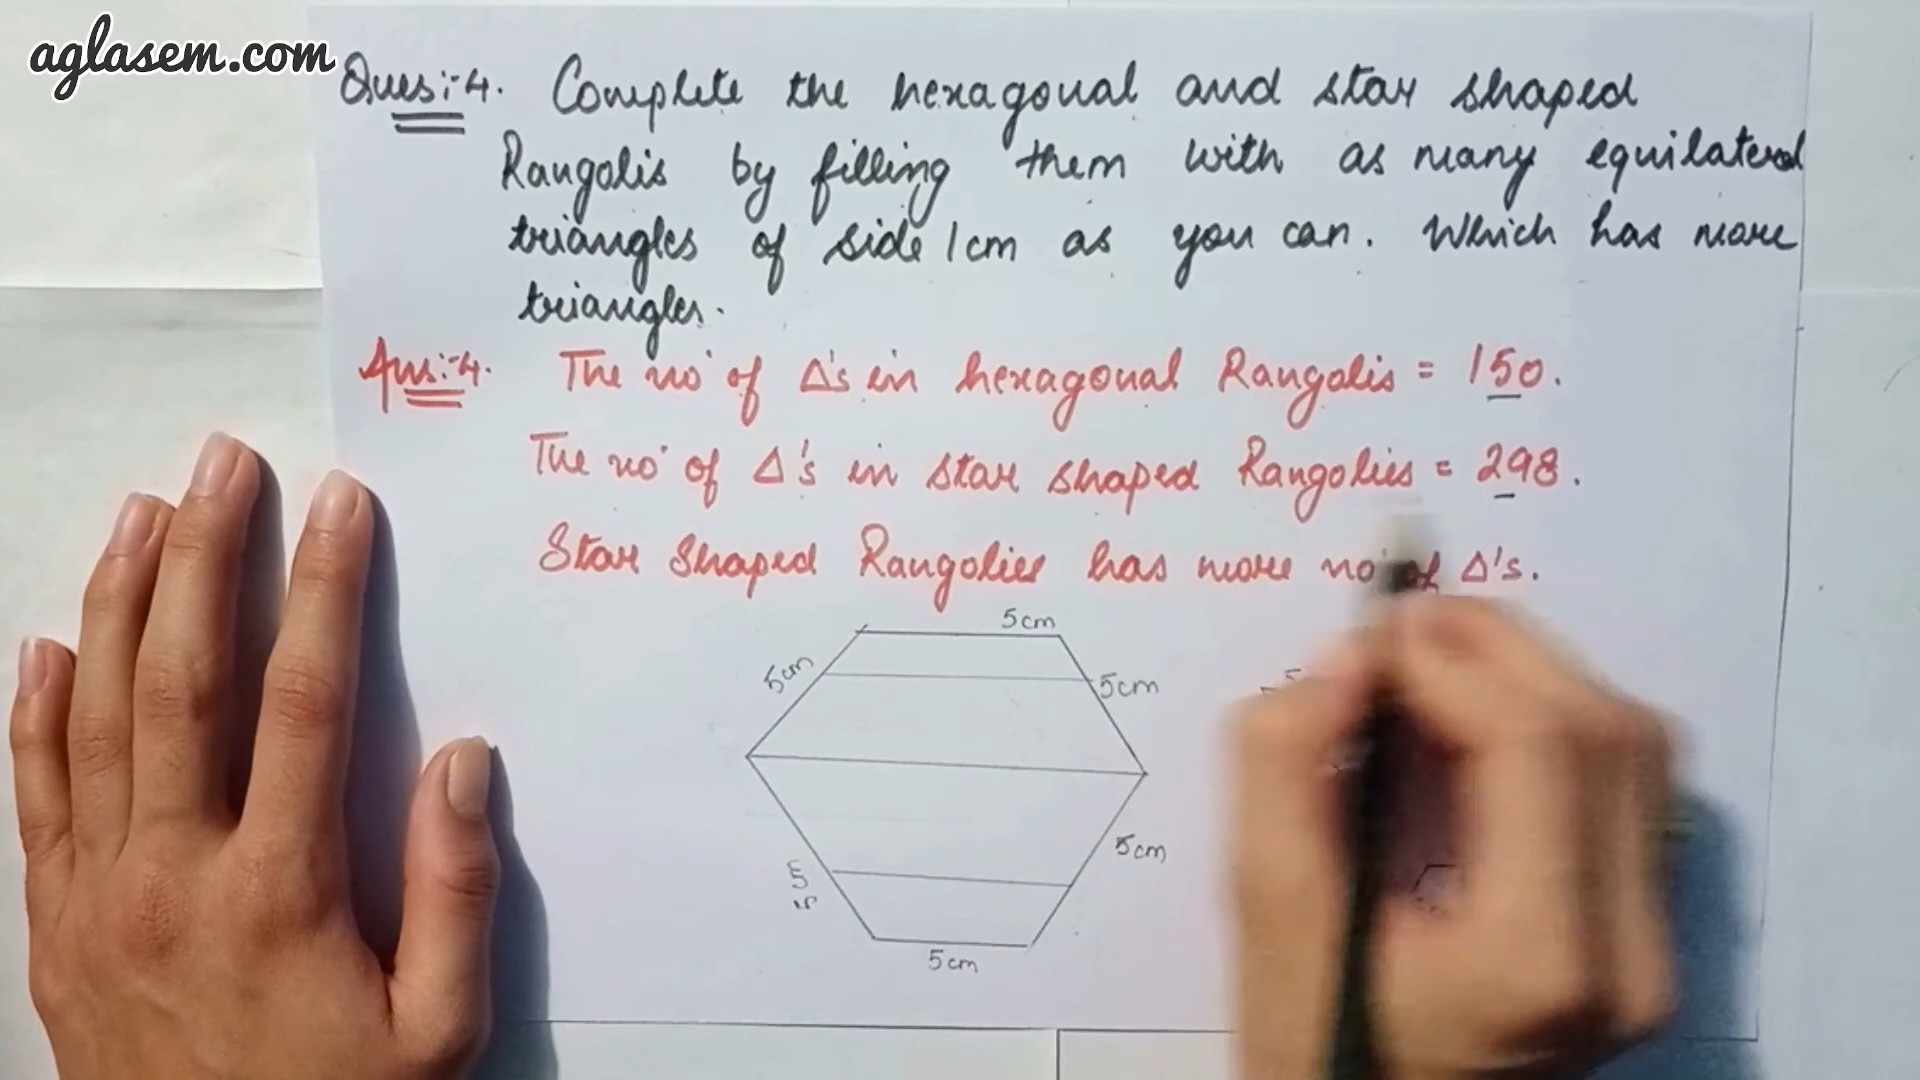 aglasem.com
Ques:-4. Complete the hexagonal and star shaped
Rangolis by filling them with as many equilateral
triangles of side 1cm as you can. Which has more
triangles.
Ans:-4. The no of Δ's in hexagonal Rangolis = 150.
The no of Δ's in star shaped Rangolies = 298.
Star Shaped Rangolies has more no of Δ's.
5cm
5cm
5cm
5cm
5cm
5cm